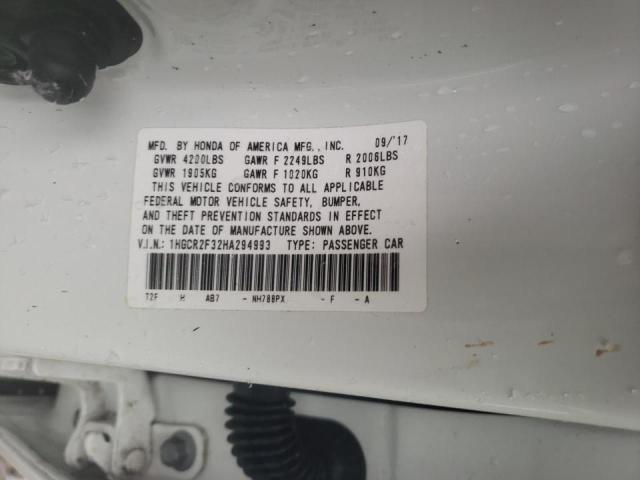 MFD. BY HONDA OF AMERICA MFG., INC. 09/'17
GVWR 4200LBS GAWR F 2249LBS R 2006LBS
GVWR 1905KG GAWR F 1020KG R 910KG
THIS VEHICLE CONFORMS TO ALL APPLICABLE
FEDERAL MOTOR VEHICLE SAFETY, BUMPER,
AND THEFT PREVENTION STANDARDS IN EFFECT
ON THE DATE OF MANUFACTURE SHOWN ABOVE.
V.I.N.: 1HGCR2F32HA294993 TYPE: PASSENGER CAR
T2F H AB7 - NH788PX - F - A